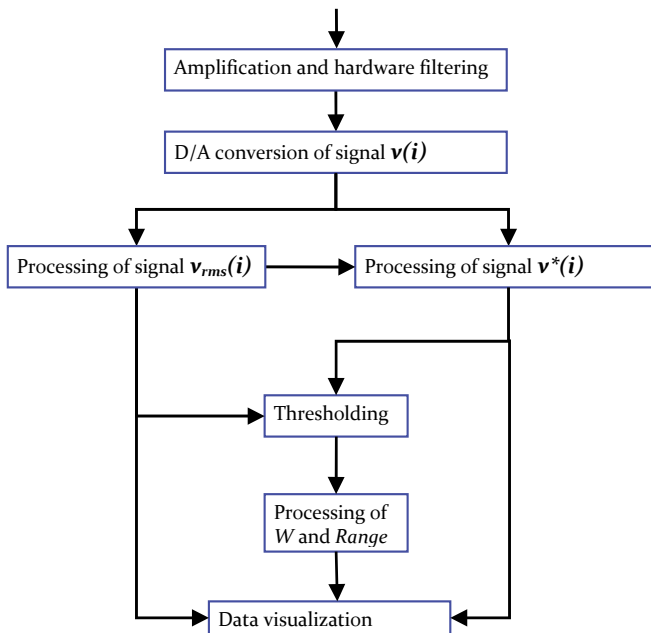 Amplification and hardware filtering
D/A conversion of signal v(i)
Processing of signal vrms(i)
Processing of signal v*(i)
Thresholding
Processing of
W and Range
Data visualization